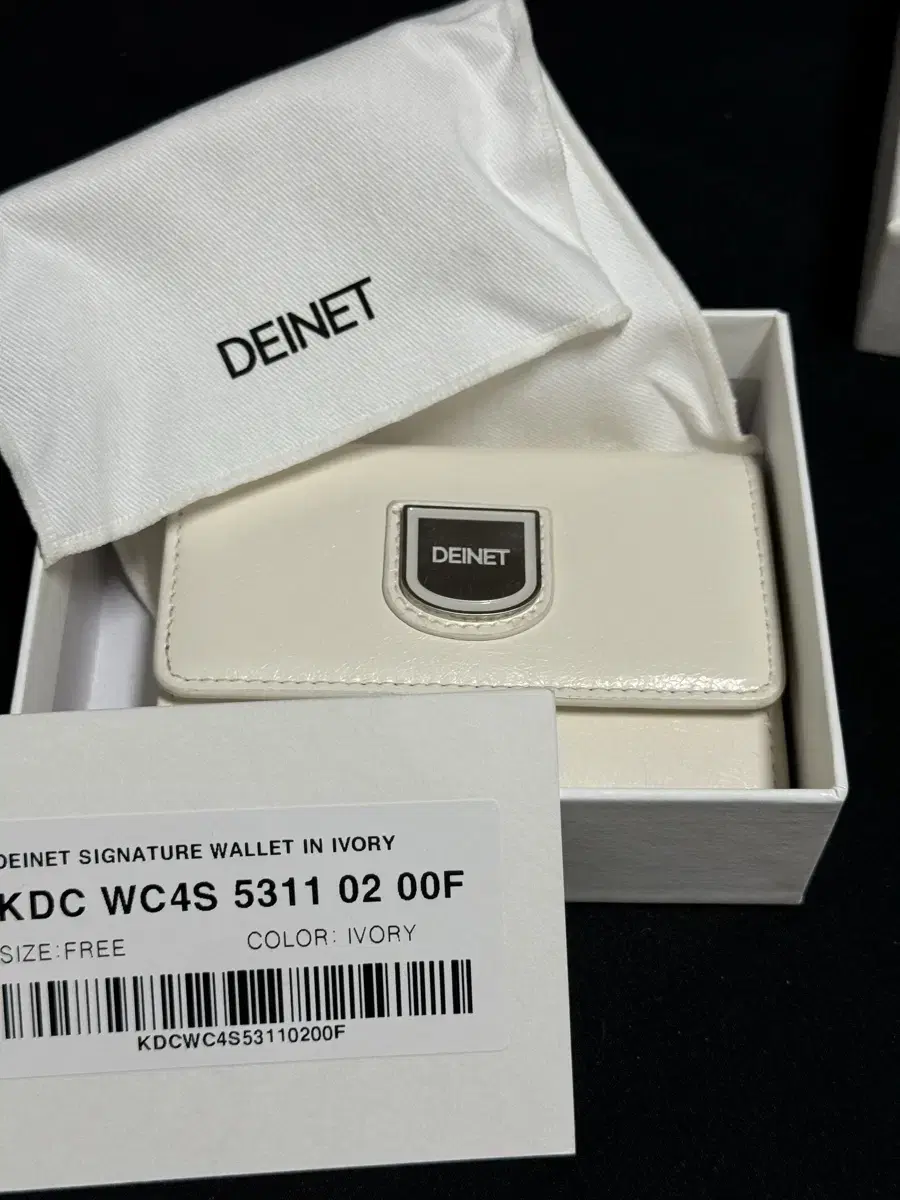 DEINET
DEINET
DEINET SIGNATURE WALLET IN IVORY
KDC WC4S 5311 02 00F
SIZE:FREE COLOR: IVORY
KDCWC4S53110200F